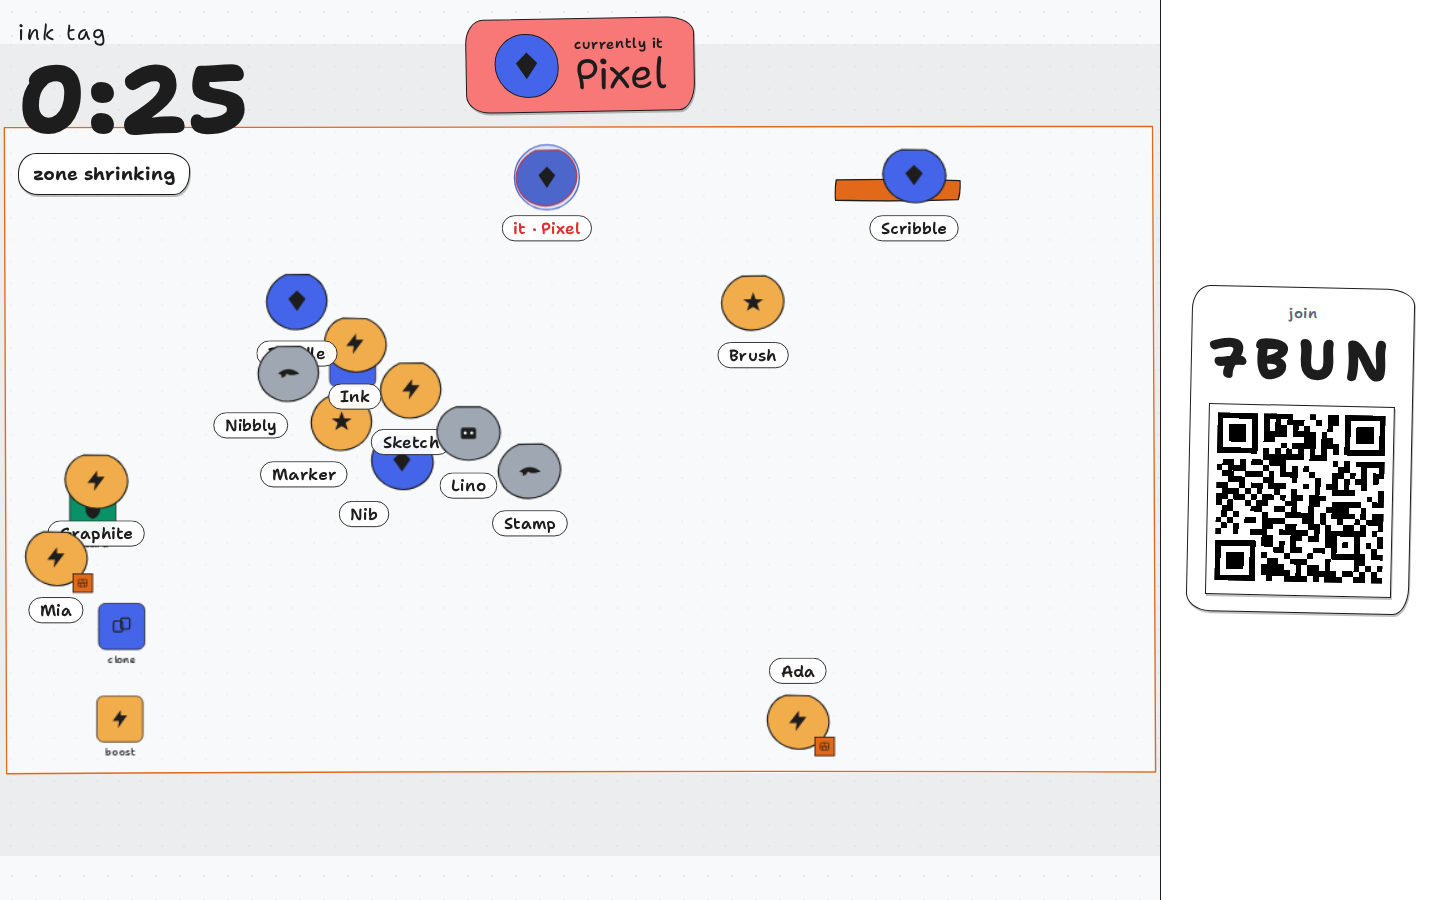 ink tag
0:25
currently it
Pixel
zone shrinking
it · Pixel
Scribble
Brush
Ink
Nibbly
Sketch
Marker
Lino
Nib
Stamp
Graphite
Mia
clone
boost
Ada
join
7BUN